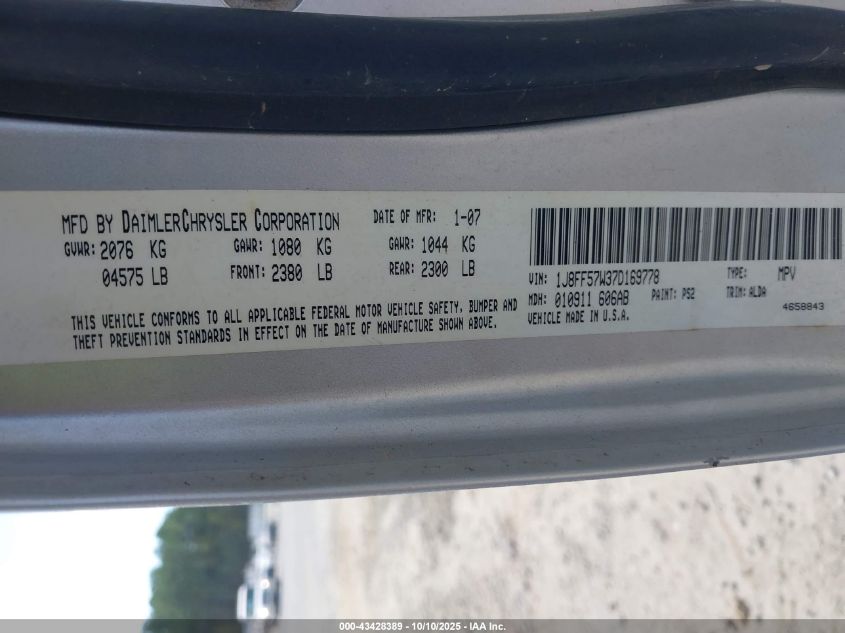 MFD BY DAIMLERCHRYSLER CORPORATION DATE OF MFR: 1-07
GVWR: 2076 KG GAWR: 1080 KG GAWR: 1044 KG
04575 LB FRONT: 2380 LB REAR: 2300 LB
THIS VEHICLE CONFORMS TO ALL APPLICABLE FEDERAL MOTOR VEHICLE SAFETY, BUMPER AND
THEFT PREVENTION STANDARDS IN EFFECT ON THE DATE OF MANUFACTURE SHOWN ABOVE.
VIN: 1J8FF57W37D169778 TYPE: MPV
MDH: 010911 606AB PAINT: PS2 TRIM: ALDA
VEHICLE MADE IN U.S.A. 4658843
000-43428389 - 10/10/2025 - IAA Inc.